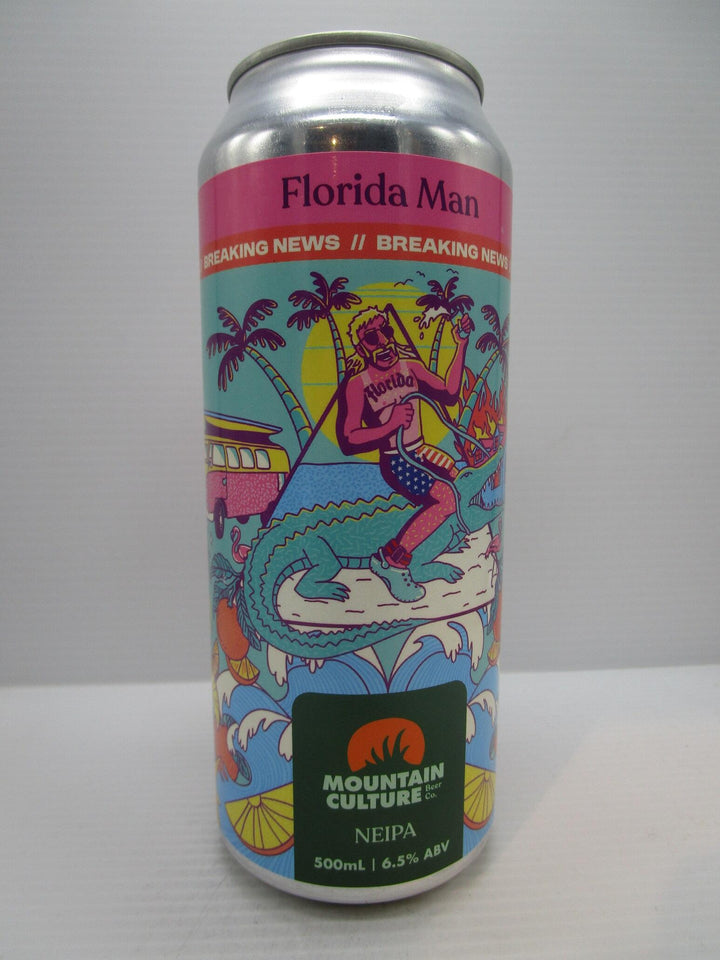 Florida Man
BREAKING NEWS // BREAKING NEWS
Florida
MOUNTAIN
CULTURE Beer Co.
NEIPA
500mL | 6.5% ABV